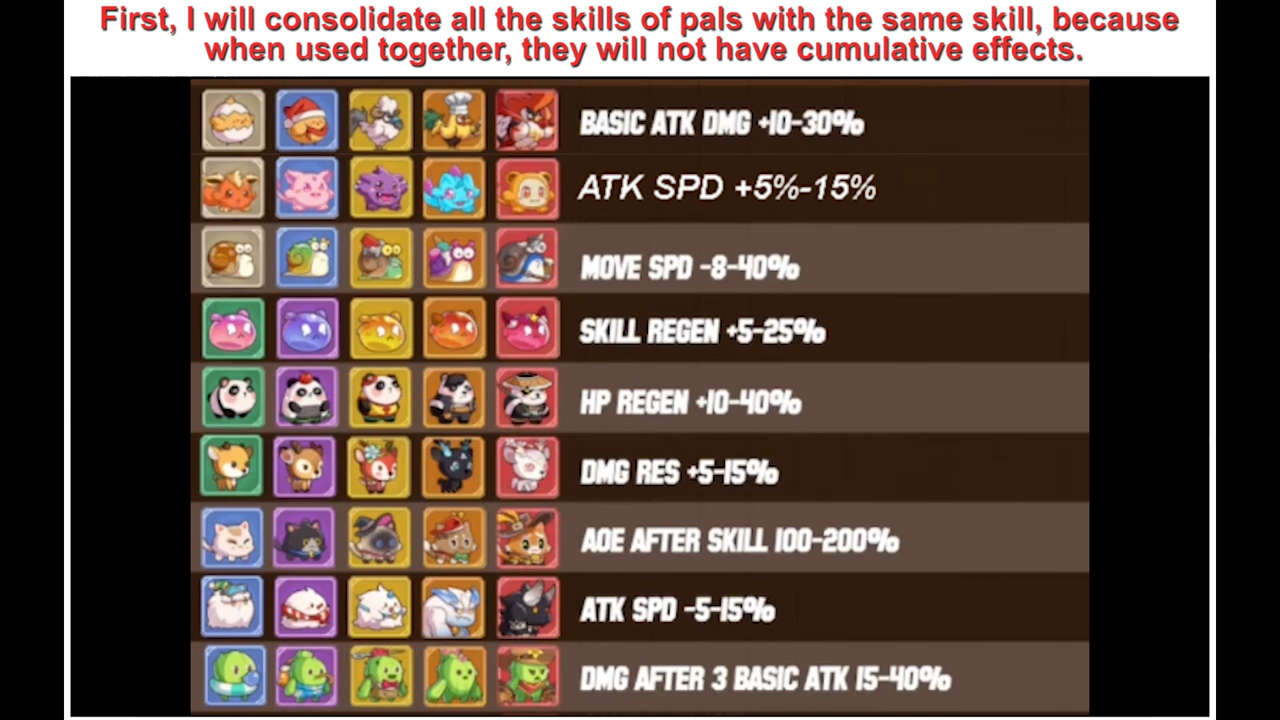 First, I will consolidate all the skills of pals with the same skill, because
when used together, they will not have cumulative effects.
BASIC ATK DMG +10-30%
ATK SPD +5%-15%
MOVE SPD -8-40%
SKILL REGEN +5-25%
HP REGEN +10-40%
DMG RES +5-15%
AOE AFTER SKILL 100-200%
ATK SPD -5-15%
DMG AFTER 3 BASIC ATK 15-40%